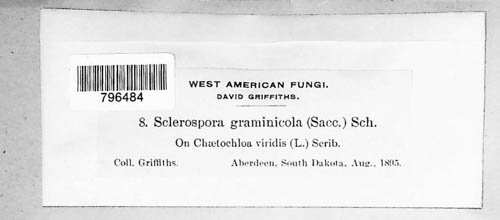 WEST AMERICAN FUNGI.
DAVID GRIFFITHS.
796484
8. Sclerospora graminicola (Sacc.) Sch.
On Chætochloa viridis (L.) Scrib.
Coll. Griffiths. Aberdeen, South Dakota, Aug., 1895.